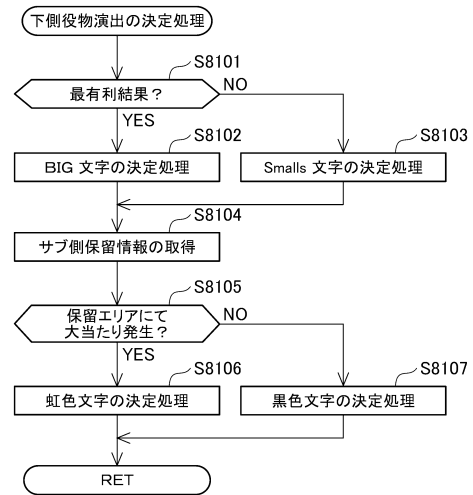 下側役物演出の決定処理
S8101
最有利結果？
NO
YES
S8102
S8103
BIG 文字の決定処理
Smalls 文字の決定処理
S8104
サブ側保留情報の取得
S8105
保留エリアにて
大当たり発生？
NO
YES
S8106
S8107
虹色文字の決定処理
黒色文字の決定処理
RET